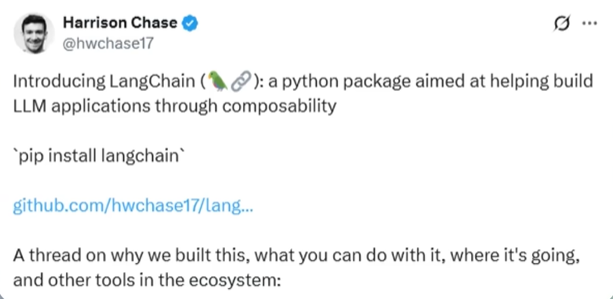 Harrison Chase
@hwchase17
Introducing LangChain (🦜🔗): a python package aimed at helping build
LLM applications through composability
`pip install langchain`
github.com/hwchase17/lang...
A thread on why we built this, what you can do with it, where it's going,
and other tools in the ecosystem: